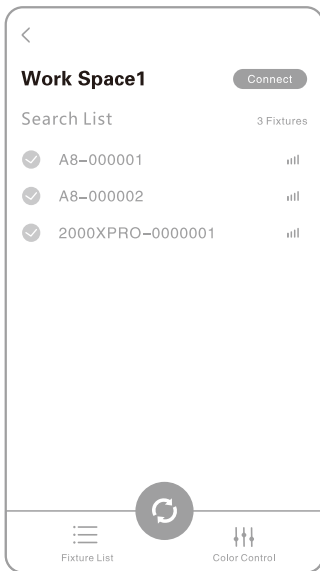 Work Space1
Connect
Search List
3 Fixtures
A8-000001
A8-000002
2000XPRO-0000001
Fixture List
Color Control